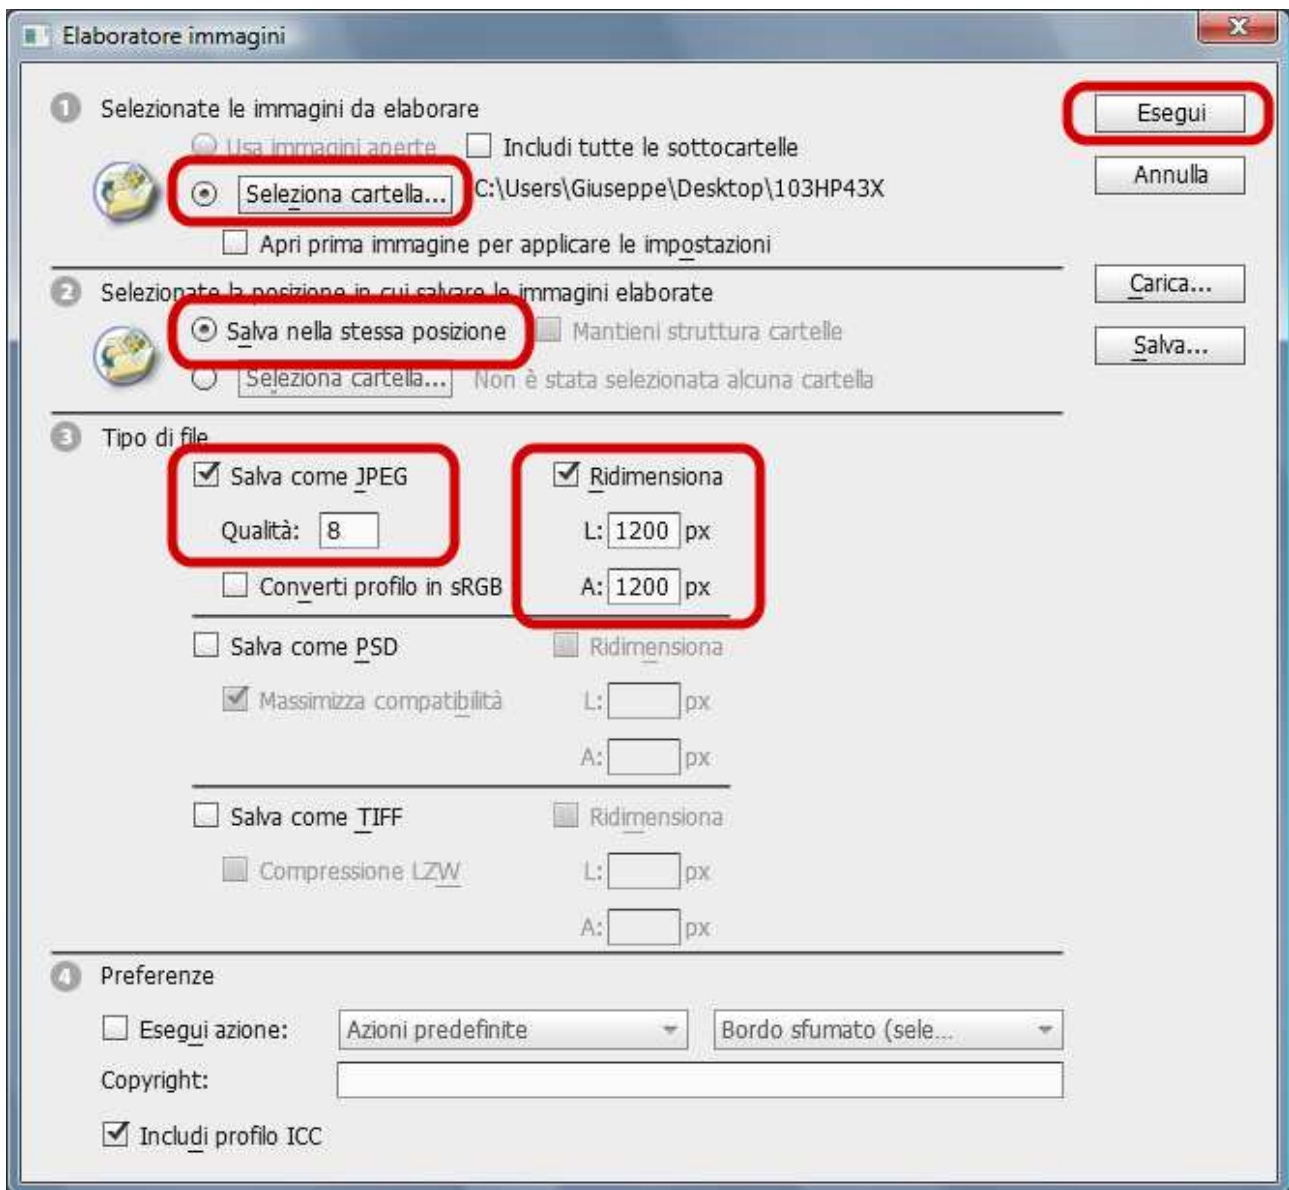 Elaboratore immagini
1 Selezionate le immagini da elaborare
Esegui
Usa immagini aperte Includi tutte le sottocartelle
Seleziona cartella... C:\Users\Giuseppe\Desktop\103HP43X
Annulla
Apri prima immagine per applicare le impostazioni
2 Selezionate la posizione in cui salvare le immagini elaborate
Carica...
Salva nella stessa posizione Mantieni struttura cartelle
Salva...
Seleziona cartella... Non è stata selezionata alcuna cartella
3 Tipo di file
Salva come JPEG Ridimensiona
Qualità: 8 L: 1200 px
Converti profilo in sRGB A: 1200 px
Salva come PSD Ridimensiona
Massimizza compatibilità L: px
A: px
Salva come TIFF Ridimensiona
Compressione LZW L: px
A: px
4 Preferenze
Esegui azione: Azioni predefinite Bordo sfumato (sele...
Copyright:
Includi profilo ICC